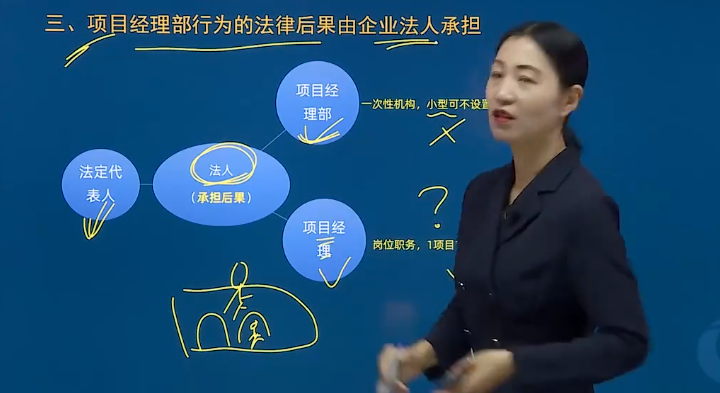 三、项目经理部行为的法律后果由企业法人承担
项目经
理部
一次性机构，小型可不设置
法定代
表人
法人
（承担后果）
?
项目经
理
岗位职务，1项目